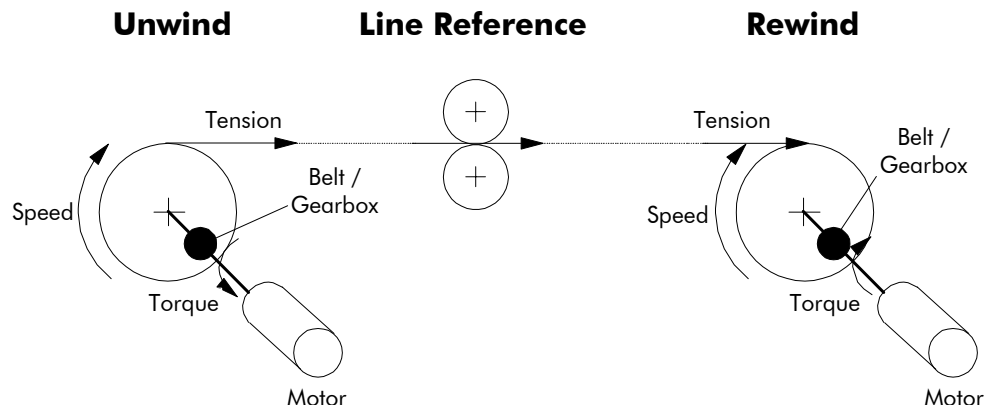 Unwind
Line Reference
Rewind
Tension
Tension
Belt /
Gearbox
Belt /
Gearbox
Speed
Speed
Torque
Torque
Motor
Motor